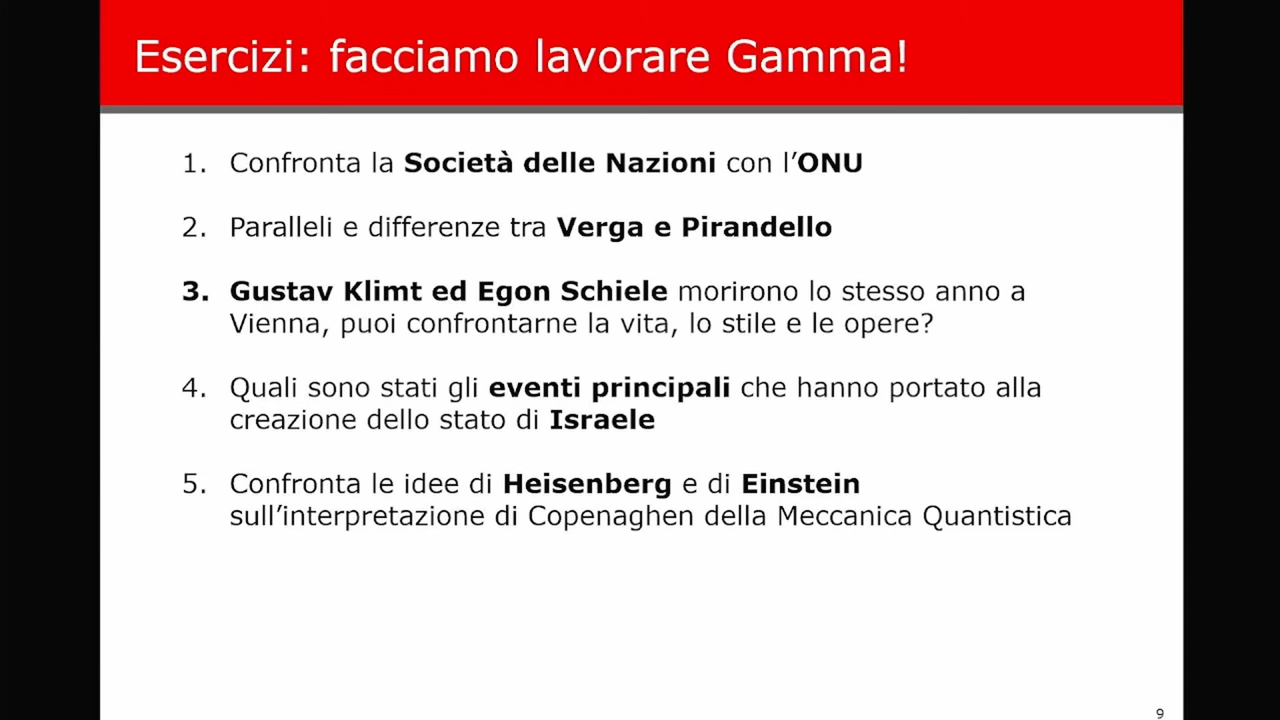 Esercizi: facciamo lavorare Gamma!
1. Confronta la Società delle Nazioni con l’ONU
2. Paralleli e differenze tra Verga e Pirandello
3. Gustav Klimt ed Egon Schiele morirono lo stesso anno a
Vienna, puoi confrontarne la vita, lo stile e le opere?
4. Quali sono stati gli eventi principali che hanno portato alla
creazione dello stato di Israele
5. Confronta le idee di Heisenberg e di Einstein
sull’interpretazione di Copenaghen della Meccanica Quantistica
9